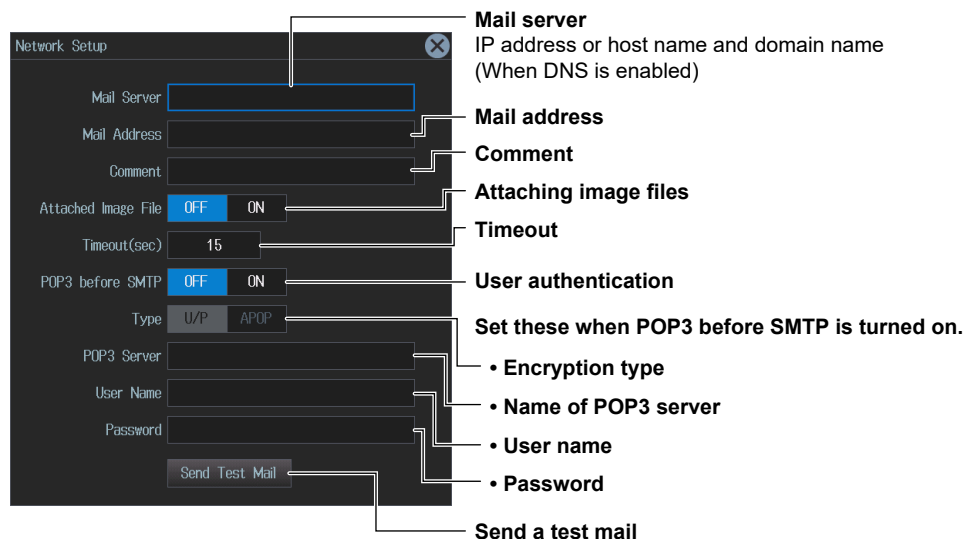 Mail server
IP address or host name and domain name
(When DNS is enabled)
Network Setup
Mail Server
Mail Address
Mail address
Comment
Comment
Attached Image File OFF ON
Attaching image files
Timeout(sec) 15
Timeout
POP3 before SMTP OFF ON
User authentication
Type U/P APOP
Set these when POP3 before SMTP is turned on.
• Encryption type
POP3 Server
• Name of POP3 server
User Name
• User name
Password
• Password
Send Test Mail
Send a test mail